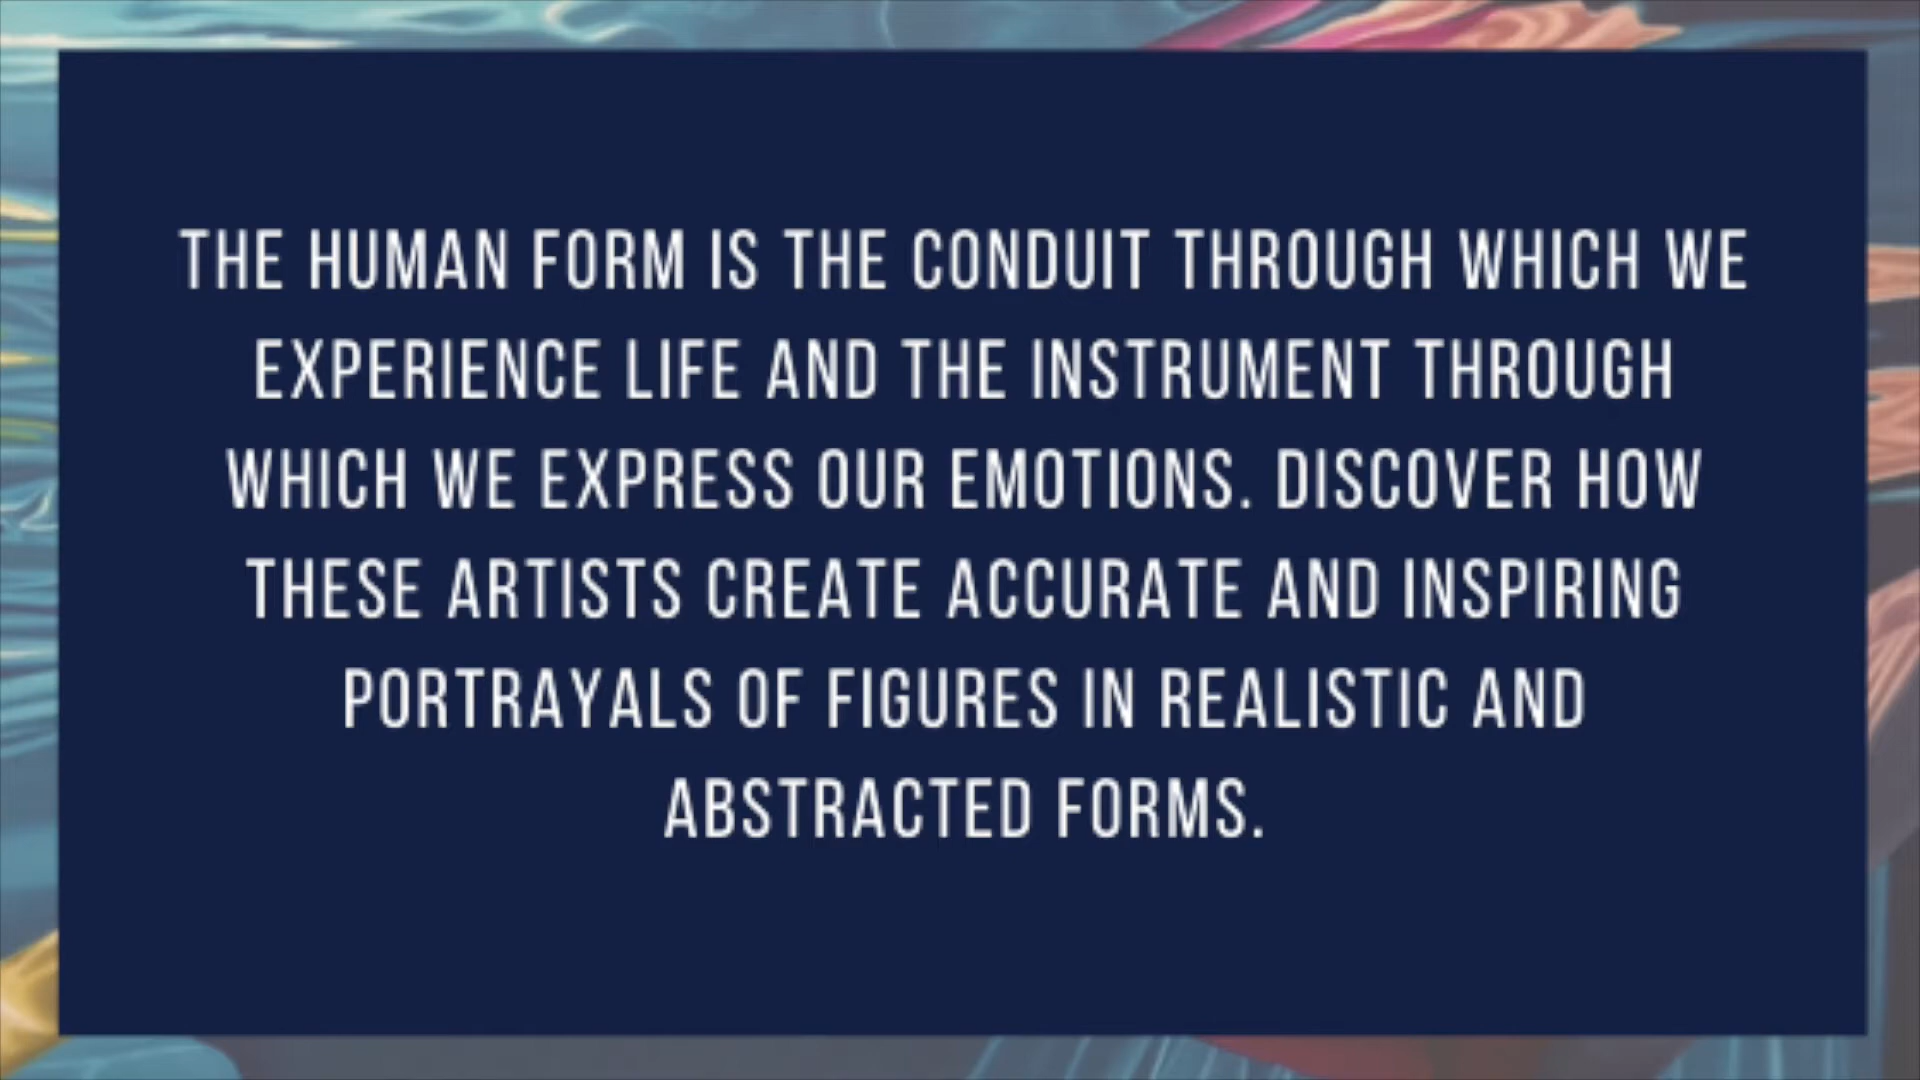 THE HUMAN FORM IS THE CONDUIT THROUGH WHICH WE
EXPERIENCE LIFE AND THE INSTRUMENT THROUGH
WHICH WE EXPRESS OUR EMOTIONS. DISCOVER HOW
THESE ARTISTS CREATE ACCURATE AND INSPIRING
PORTRAYALS OF FIGURES IN REALISTIC AND
ABSTRACTED FORMS.